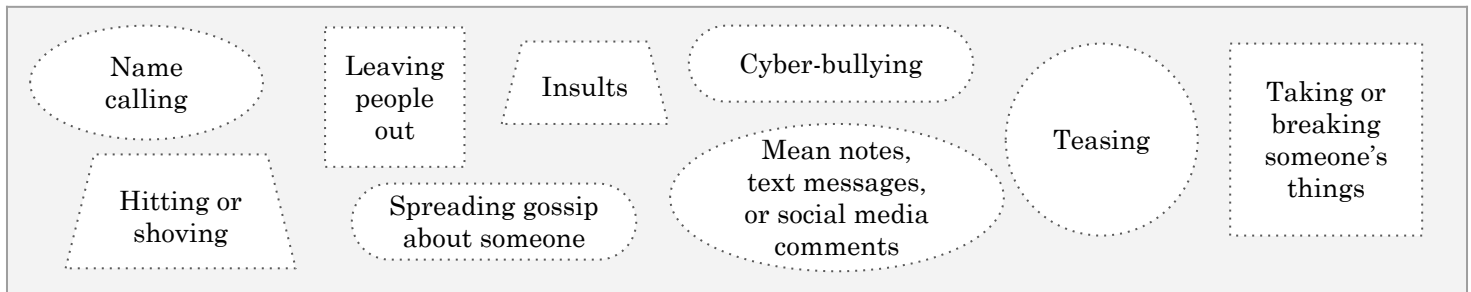 Name
calling
Leaving
people
out
Insults
Cyber-bullying
Teasing
Taking or
breaking
someone’s
things
Hitting or
shoving
Spreading gossip
about someone
Mean notes,
text messages,
or social media
comments